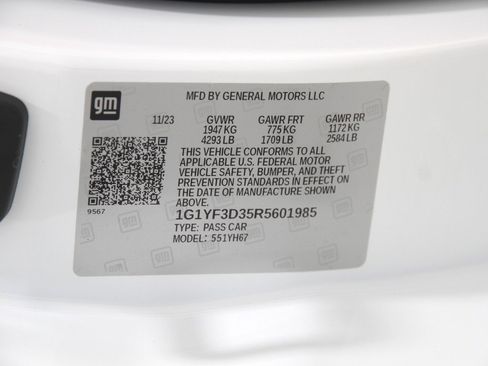 gm
MFD BY GENERAL MOTORS LLC
11/23 GVWR GAWR FRT GAWR RR
1947 KG 775 KG 1172 KG
4293 LB 1709 LB 2584 LB
THIS VEHICLE CONFORMS TO ALL
APPLICABLE U.S. FEDERAL MOTOR
VEHICLE SAFETY, BUMPER, AND THEFT
PREVENTION STANDARDS IN EFFECT ON
THE DATE OF MANUFACTURE SHOWN
ABOVE.
9567
1G1YF3D35R5601985
TYPE: PASS CAR
MODEL: 551YH67